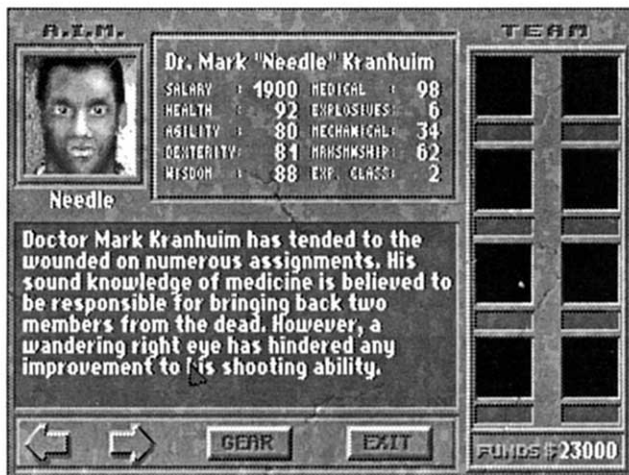 A.I.M.
TEAM
Dr. Mark "Needle" Kranhuim
SALARY : 1900 MEDICAL : 98
HEALTH : 92 EXPLOSIVES: 6
AGILITY : 80 MECHANICAL: 34
DEXTERITY: 81 MRKSMNSHIP: 62
WISDOM : 88 EXP. CLASS: 2
Needle
Doctor Mark Kranhuim has tended to the
wounded on numerous assignments. His
sound knowledge of medicine is believed to
be responsible for bringing back two
members from the dead. However, a
wandering right eye has hindered any
improvement to his shooting ability.
GEAR
EXIT
FUNDS $23000